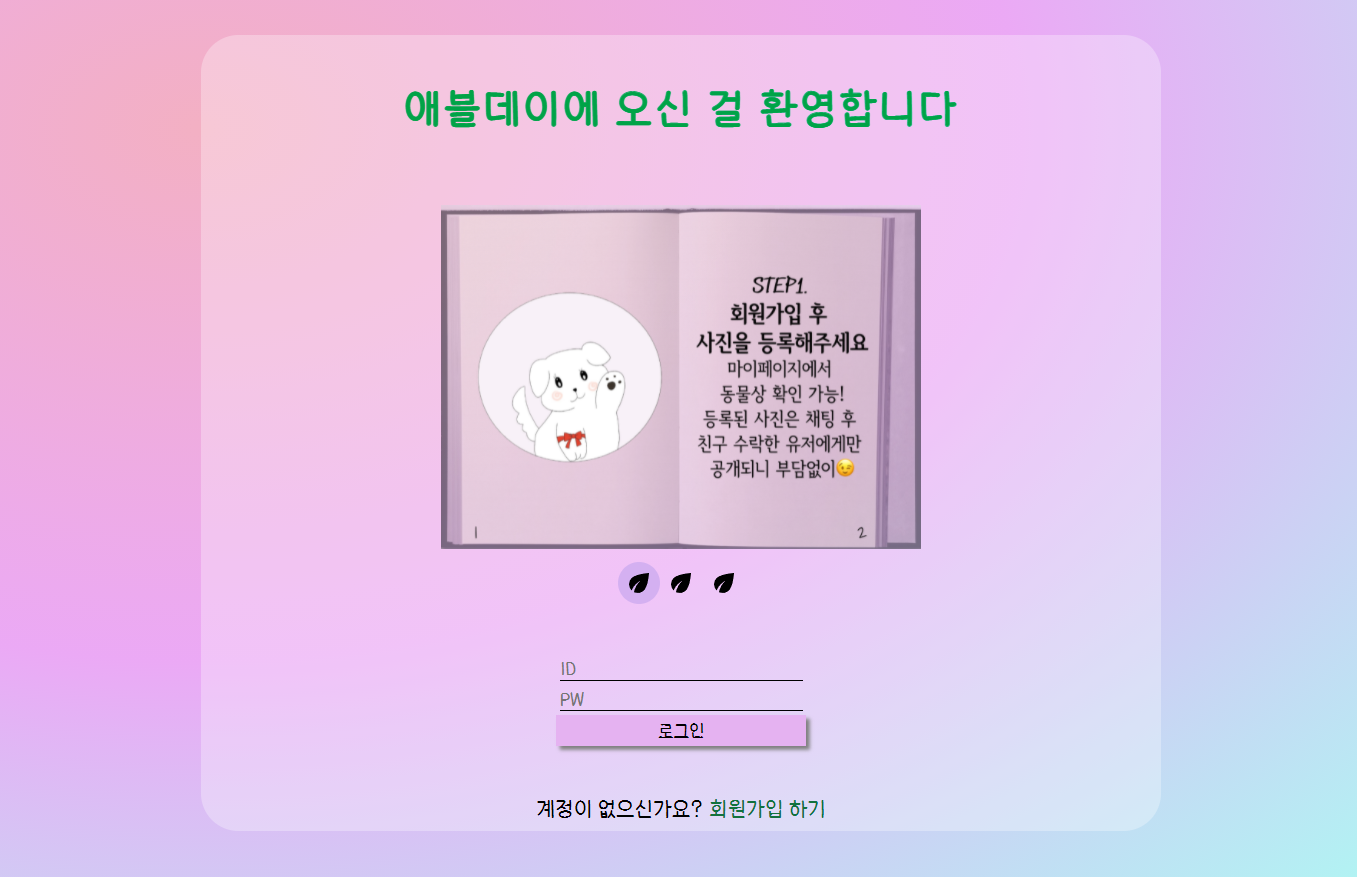 애블데이에 오신 걸 환영합니다
STEP1.
회원가입 후
사진을 등록해주세요
마이페이지에서
동물상 확인 가능!
등록된 사진은 채팅 후
친구 수락한 유저에게만
공개되니 부담없이😉
1
2
ID
PW
로그인
계정이 없으신가요? 회원가입 하기